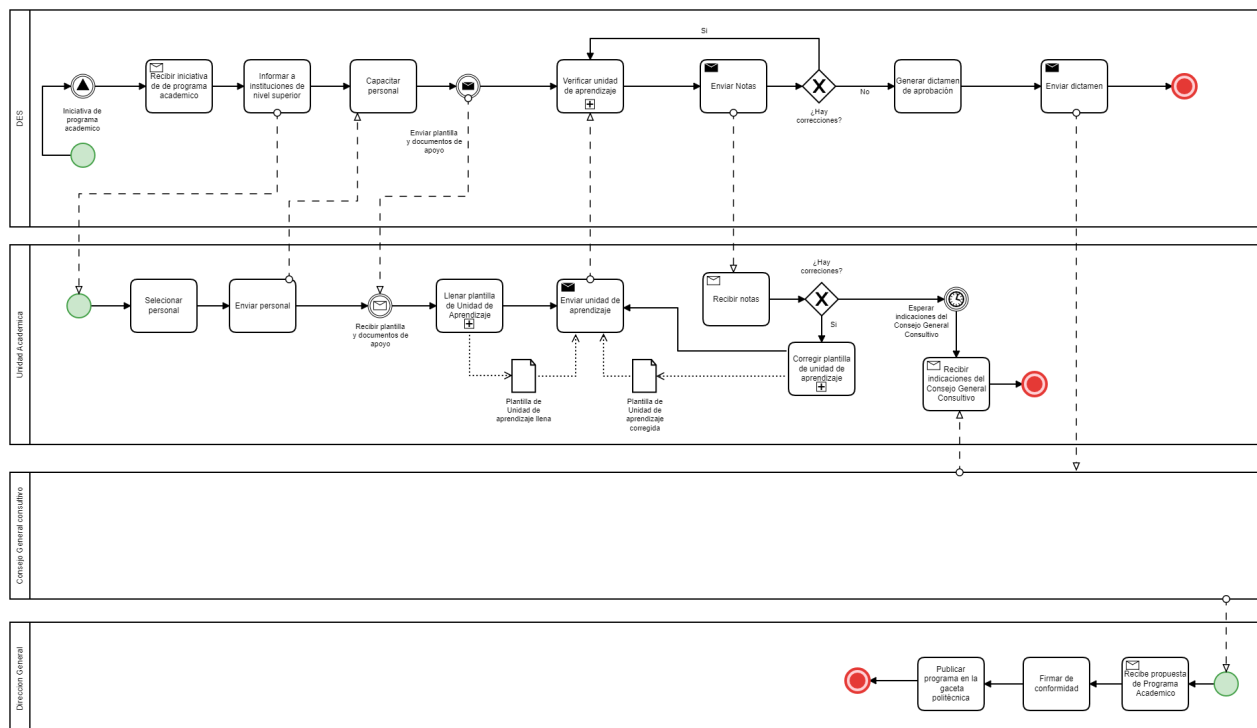 DES
Iniciativa de
programa
academico
Recibir iniciativa
de de programa
academico
Informar a
instituciones de
nivel superior
Capacitar
personal
Enviar plantilla
y documentos de
apoyo
Verificar unidad
de aprendizaje
Enviar Notas
Si
¿Hay
correcciones?
No
Generar dictamen
de aprobación
Enviar dictamen
Unidad Academica
Selecionar
personal
Enviar personal
Recibir plantilla
y documentos de
apoyo
Llenar plantilla
de Unidad de
Aprendizaje
Plantilla de
Unidad de
aprendizaje llena
Enviar unidad de
aprendizaje
Plantilla de
Unidad de
aprendizaje
corregida
Recibir notas
¿Hay
correciones?
Si
Corregir plantilla
de unidad de
aprendizaje
Esperar
indicaciones del
Consejo General
Consultivo
Recibir
indicaciones del
Consejo General
Consultivo
Consejo General consultivo
Direccion General
Publicar
programa en la
gaceta
politècnica
Firmar de
conformidad
Recibe propuesta
de Programa
Academico